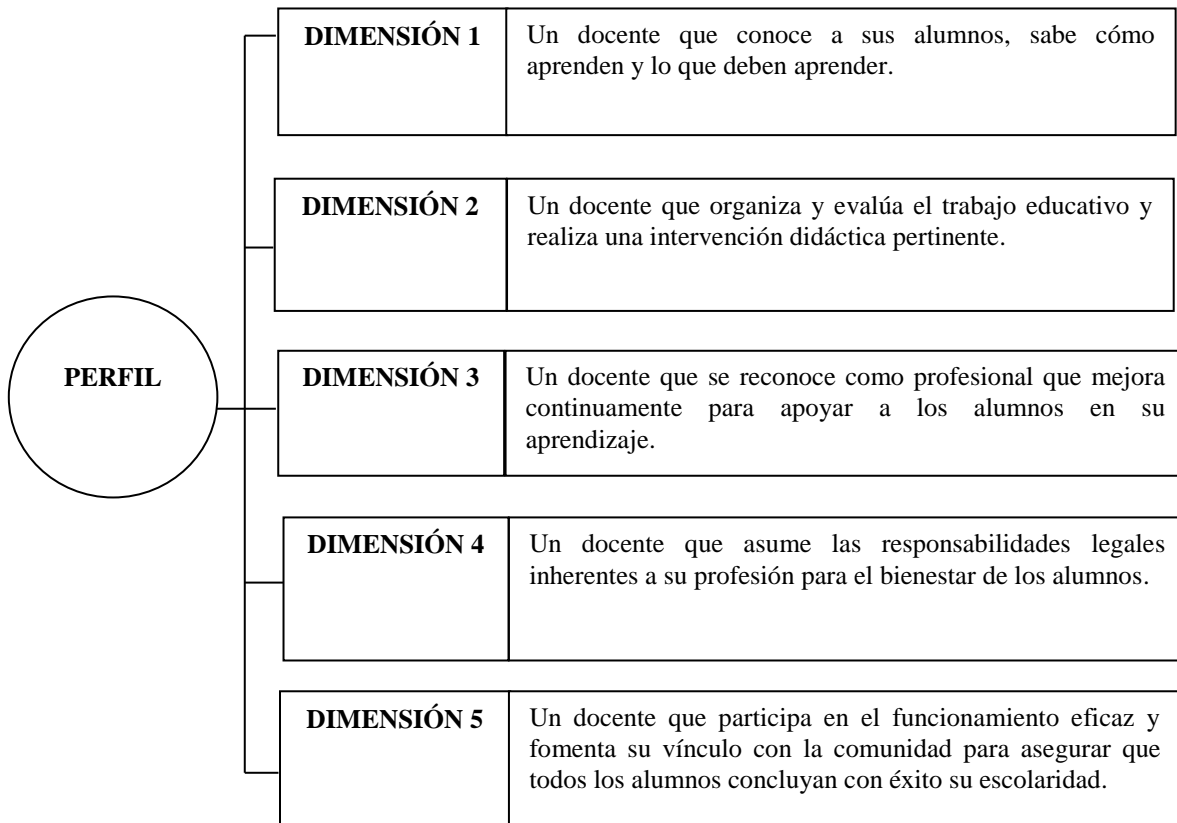 DIMENSIÓN 1
Un docente que conoce a sus alumnos, sabe cómo
aprenden y lo que deben aprender.
DIMENSIÓN 2
Un docente que organiza y evalúa el trabajo educativo y
realiza una intervención didáctica pertinente.
PERFIL
DIMENSIÓN 3
Un docente que se reconoce como profesional que mejora
continuamente para apoyar a los alumnos en su
aprendizaje.
DIMENSIÓN 4
Un docente que asume las responsabilidades legales
inherentes a su profesión para el bienestar de los alumnos.
DIMENSIÓN 5
Un docente que participa en el funcionamiento eficaz y
fomenta su vínculo con la comunidad para asegurar que
todos los alumnos concluyan con éxito su escolaridad.